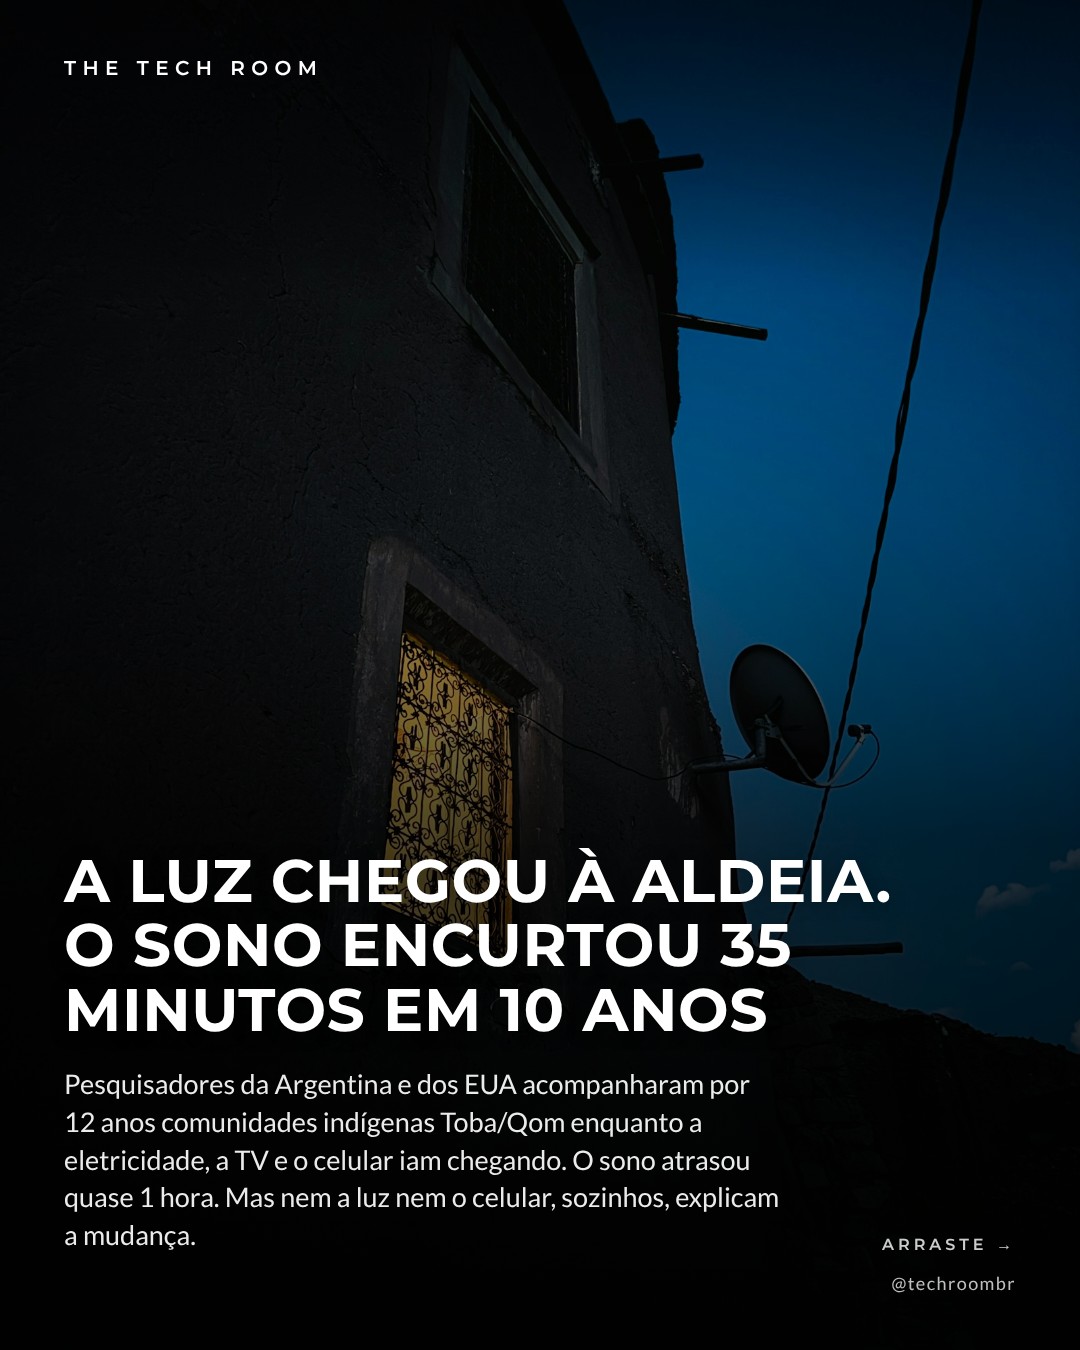 THE TECH ROOM
A LUZ CHEGOU À ALDEIA.
O SONO ENCURTOU 35
MINUTOS EM 10 ANOS
Pesquisadores da Argentina e dos EUA acompanharam por
12 anos comunidades indígenas Toba/Qom enquanto a
eletricidade, a TV e o celular iam chegando. O sono atrasou
quase 1 hora. Mas nem a luz nem o celular, sozinhos, explicam
a mudança.
ARRASTE →
@techroombr